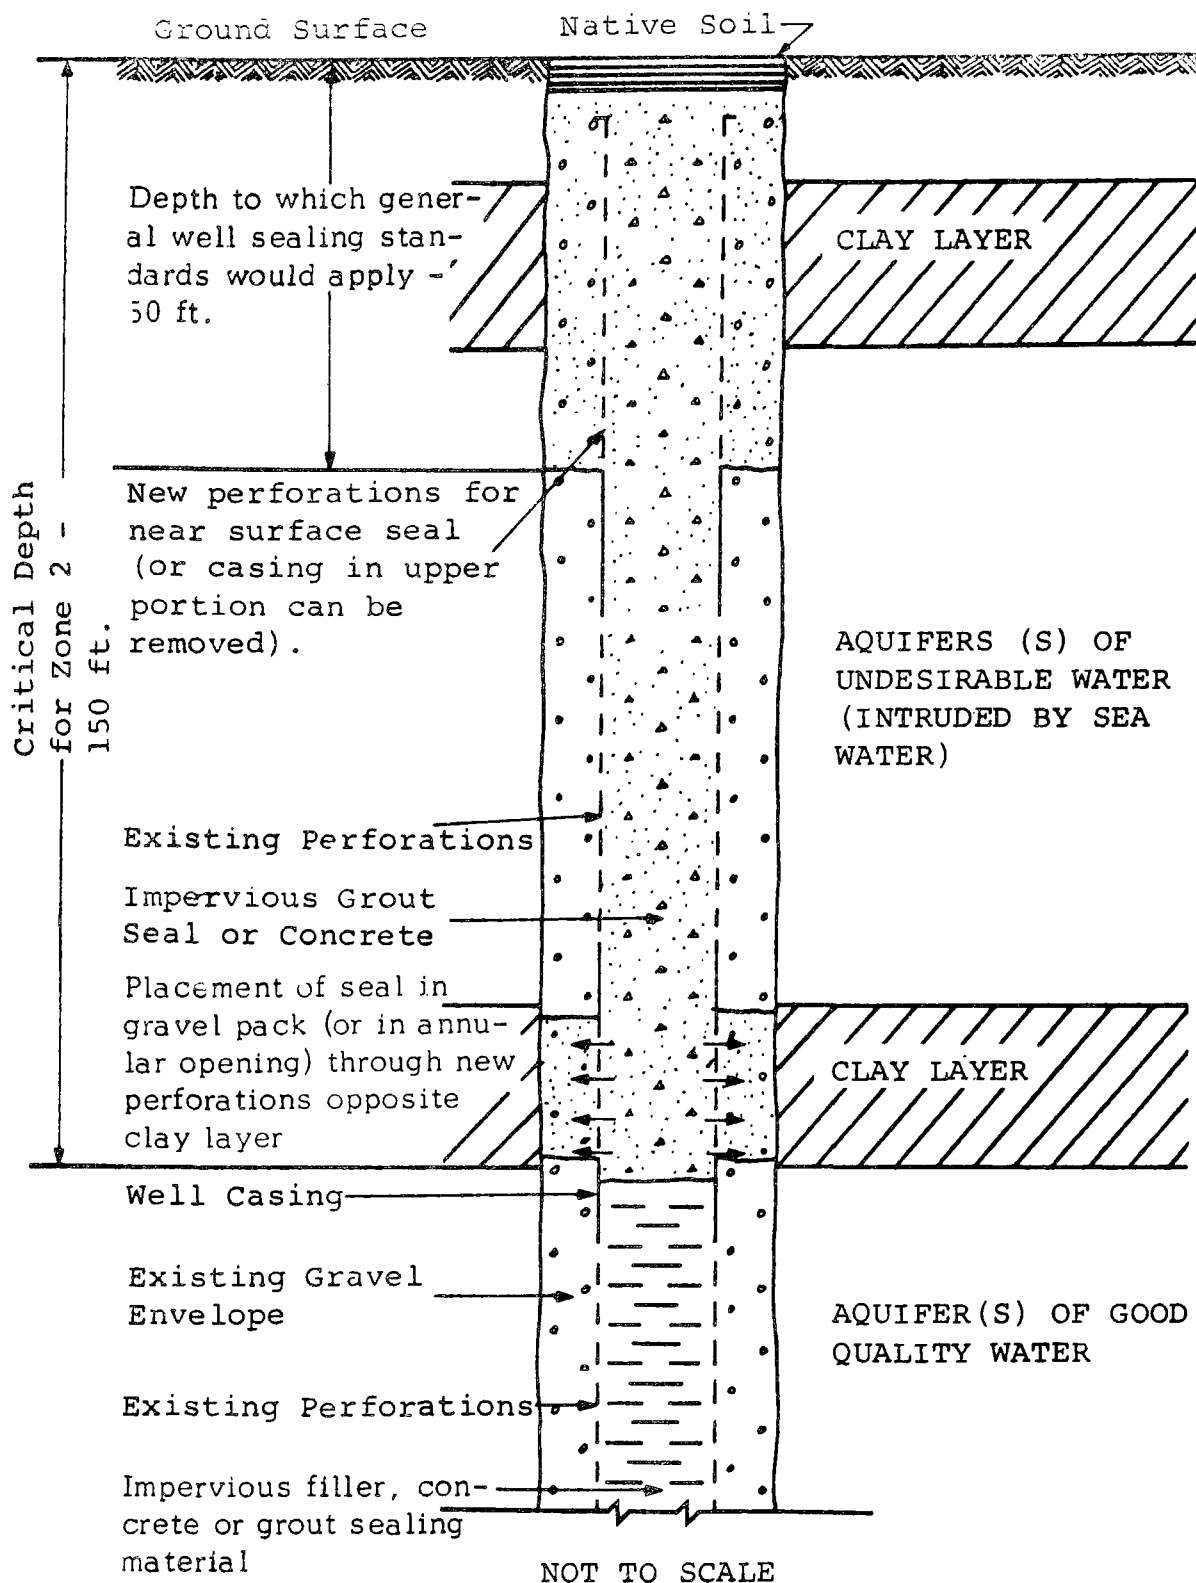 Ground Surface
Native Soil
Depth to which gener-
al well sealing stan-
dards would apply -
50 ft.
CLAY LAYER
New perforations for
near surface seal
(or casing in upper
portion can be
removed).
Critical Depth
for Zone 2 -
150 ft.
AQUIFERS (S) OF
UNDESIRABLE WATER
(INTRUDED BY SEA
WATER)
Existing Perforations
Impervious Grout
Seal or Concrete
Placement of seal in
gravel pack (or in annu-
lar opening) through new
perforations opposite
clay layer
CLAY LAYER
Well Casing
Existing Gravel
Envelope
AQUIFER(S) OF GOOD
QUALITY WATER
Existing Perforations
Impervious filler, con-
crete or grout sealing
material
NOT TO SCALE